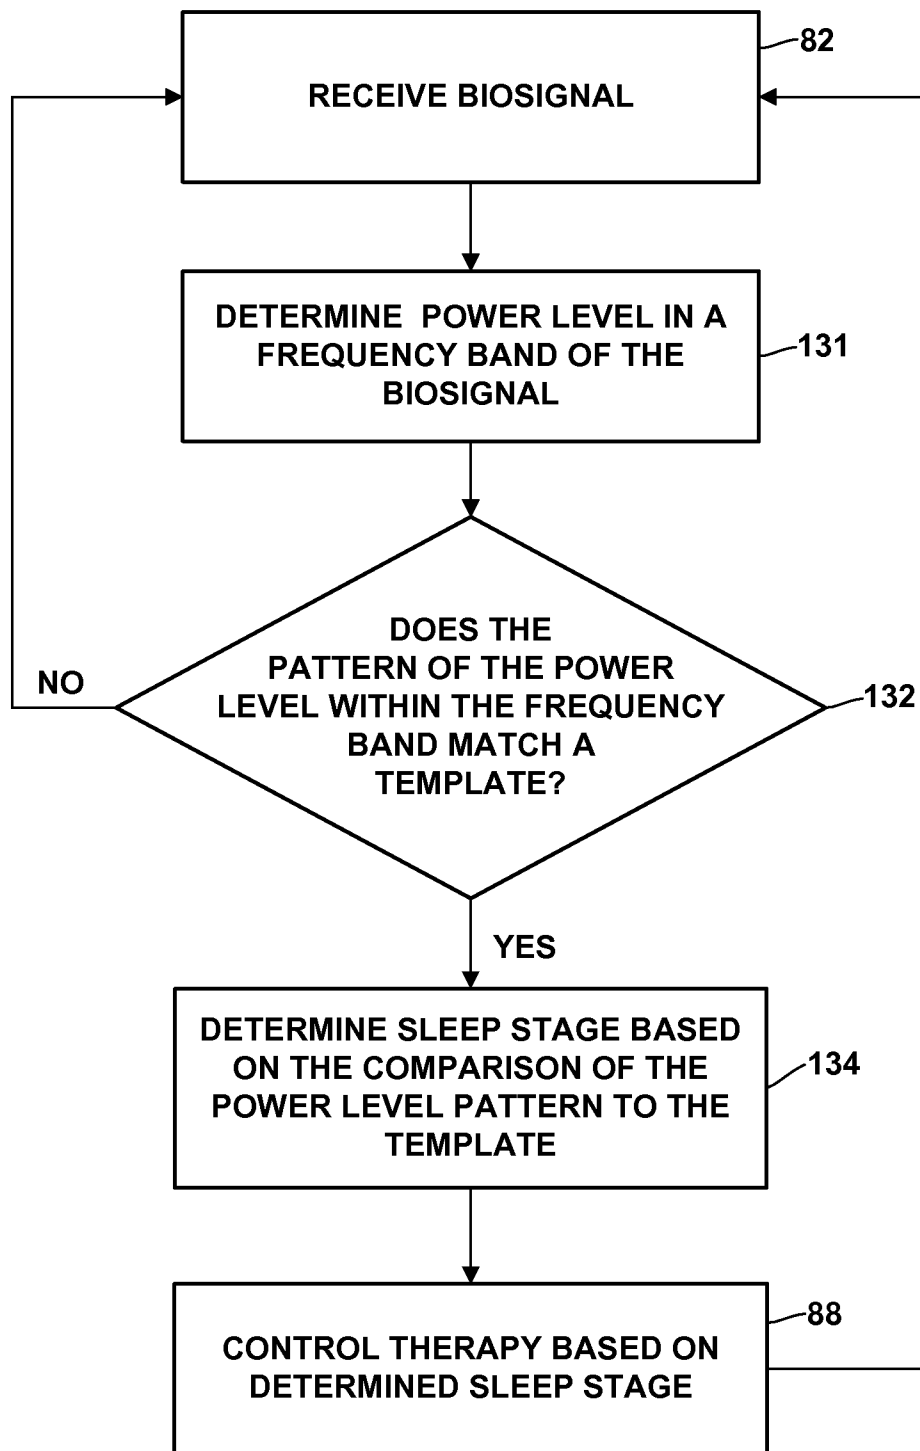 82
RECEIVE BIOSIGNAL
DETERMINE POWER LEVEL IN A
FREQUENCY BAND OF THE
BIOSIGNAL
131
DOES THE
PATTERN OF THE POWER
LEVEL WITHIN THE FREQUENCY
BAND MATCH A
TEMPLATE?
NO
132
YES
DETERMINE SLEEP STAGE BASED
ON THE COMPARISON OF THE
POWER LEVEL PATTERN TO THE
TEMPLATE
134
88
CONTROL THERAPY BASED ON
DETERMINED SLEEP STAGE